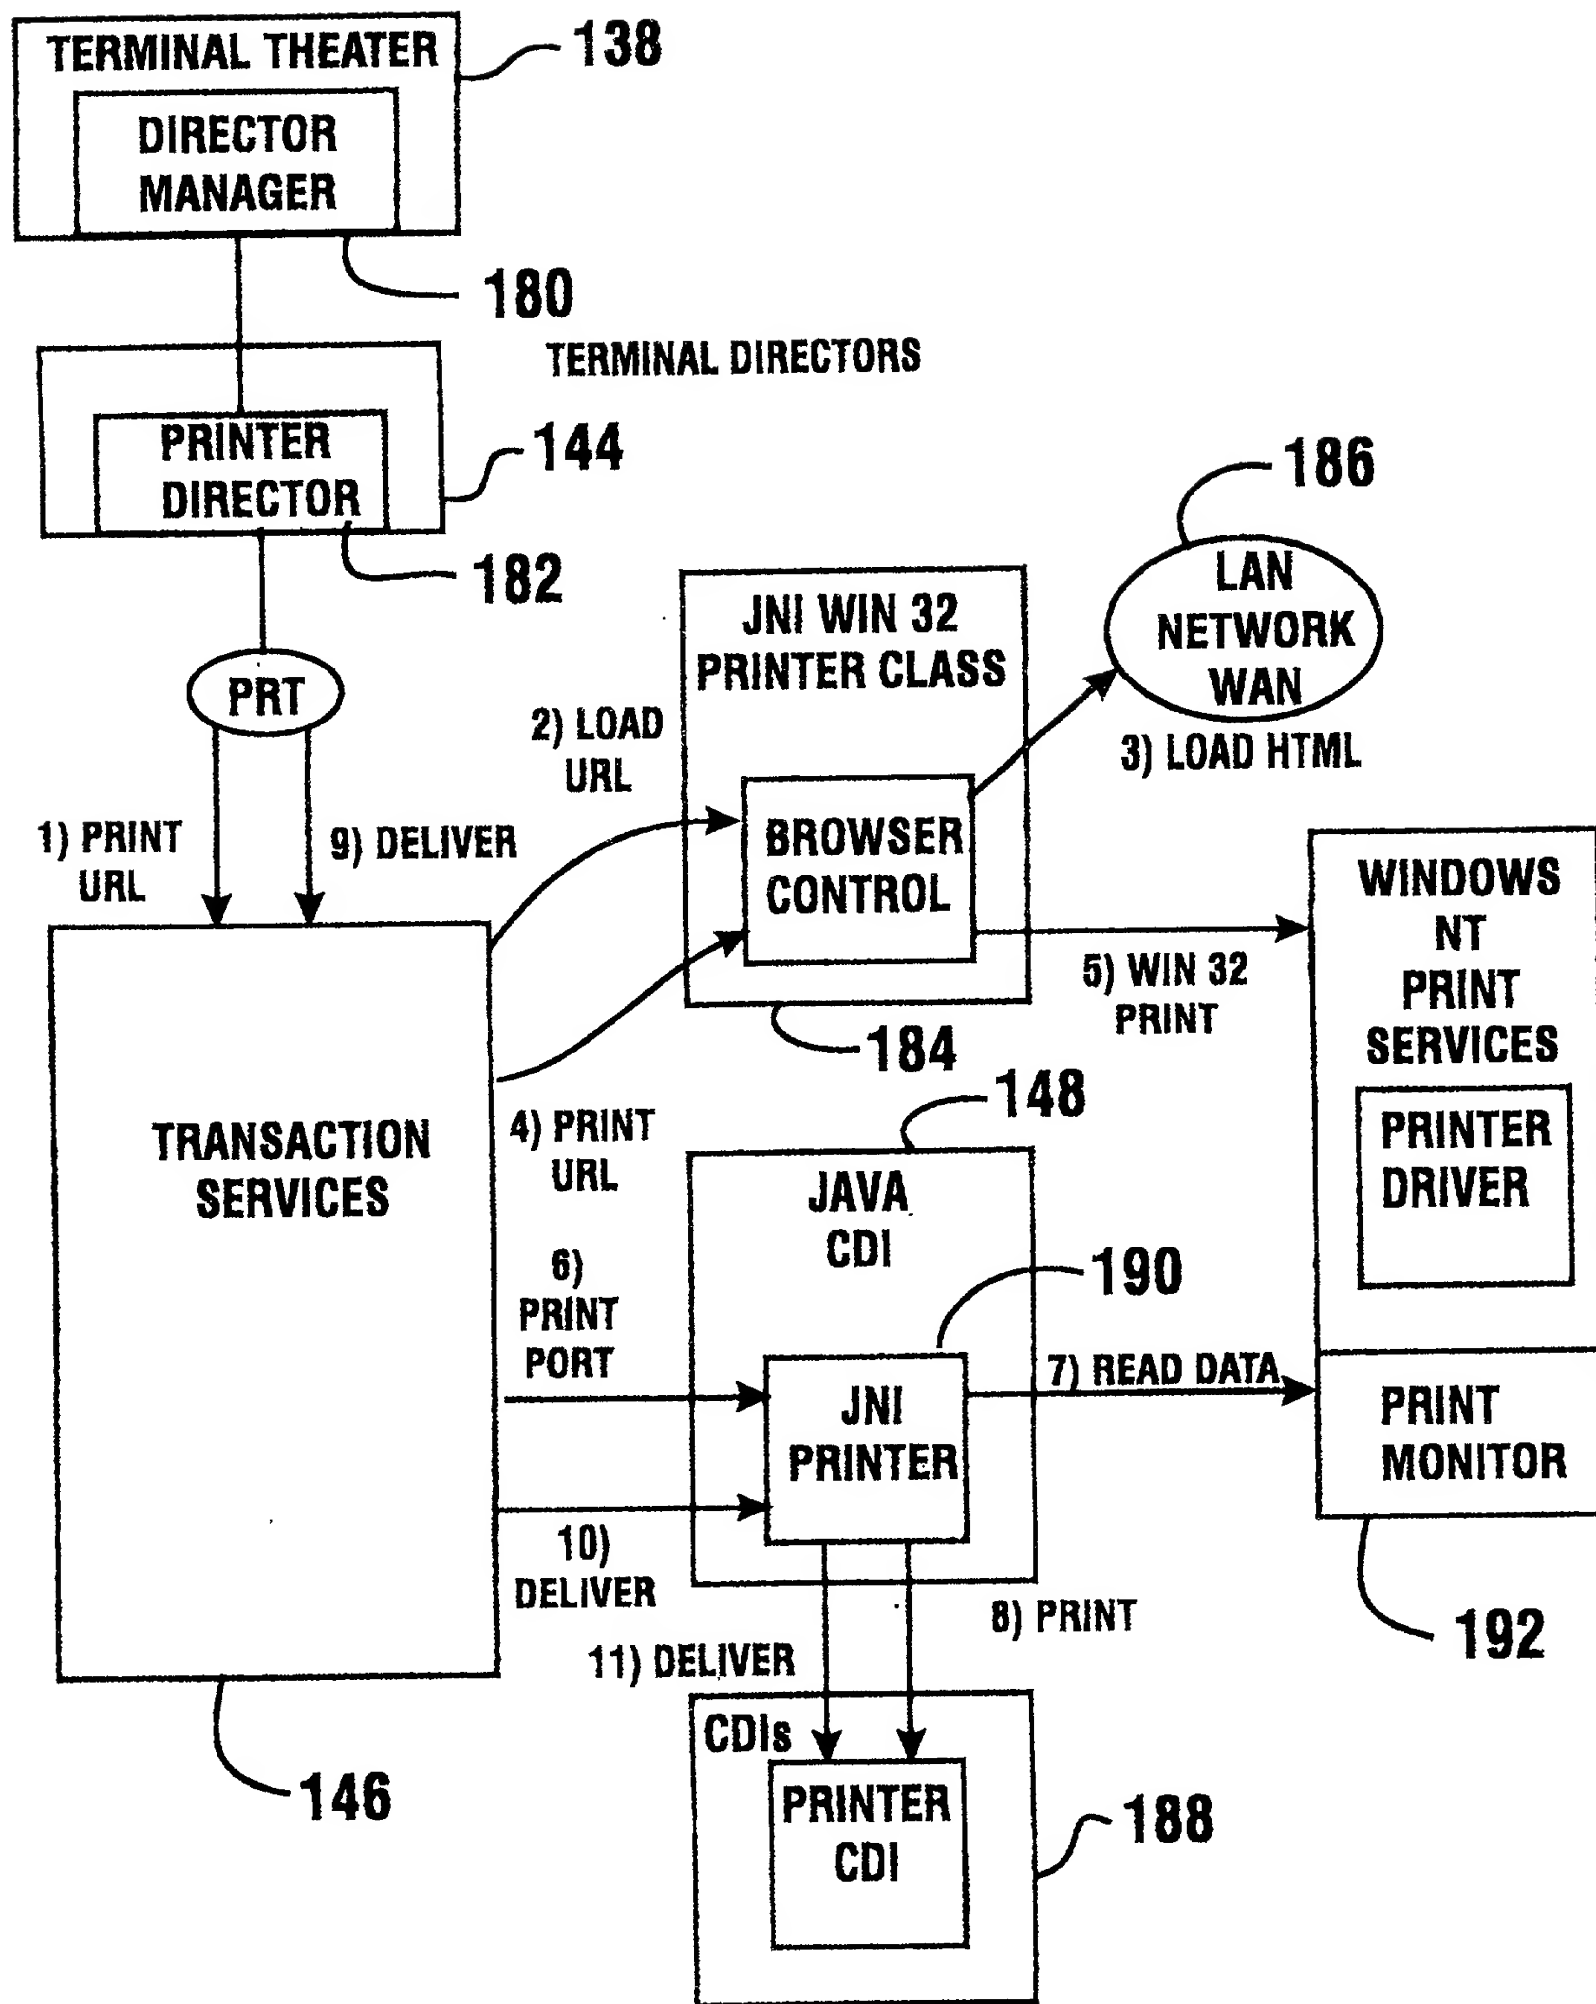 TERMINAL THEATER
138
DIRECTOR
MANAGER
180
TERMINAL DIRECTORS
PRINTER
DIRECTOR
144
182
PRT
1) PRINT
URL
9) DELIVER
2) LOAD
URL
JNI WIN 32
PRINTER CLASS
BROWSER
CONTROL
184
186
LAN
NETWORK
WAN
3) LOAD HTML
5) WIN 32
PRINT
WINDOWS
NT
PRINT
SERVICES
PRINTER
DRIVER
PRINT
MONITOR
192
TRANSACTION
SERVICES
146
4) PRINT
URL
6)
PRINT
PORT
10)
DELIVER
148
JAVA
CDI
190
JNI
PRINTER
7) READ DATA
8) PRINT
11) DELIVER
CDIs
PRINTER
CDI
188